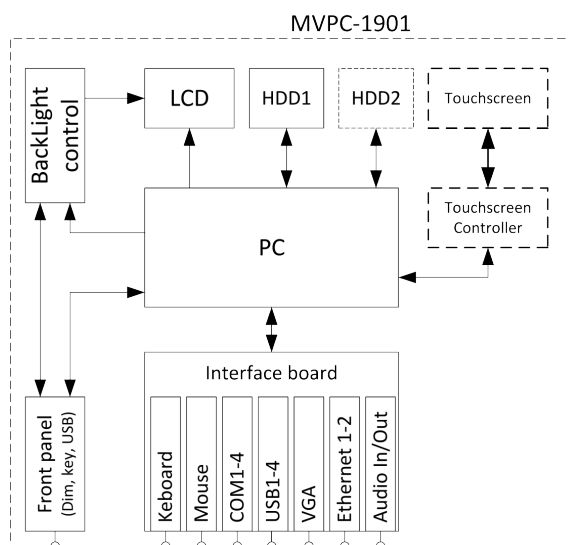 MVPC-1901
BackLight
control
LCD
HDD1
HDD2
Touchscreen
Touchscreen
Controller
PC
Interface board
Front panel
(Dim, key, USB)
Keboard
Mouse
COM1-4
USB1-4
VGA
Ethernet 1-2
Audio In/Out